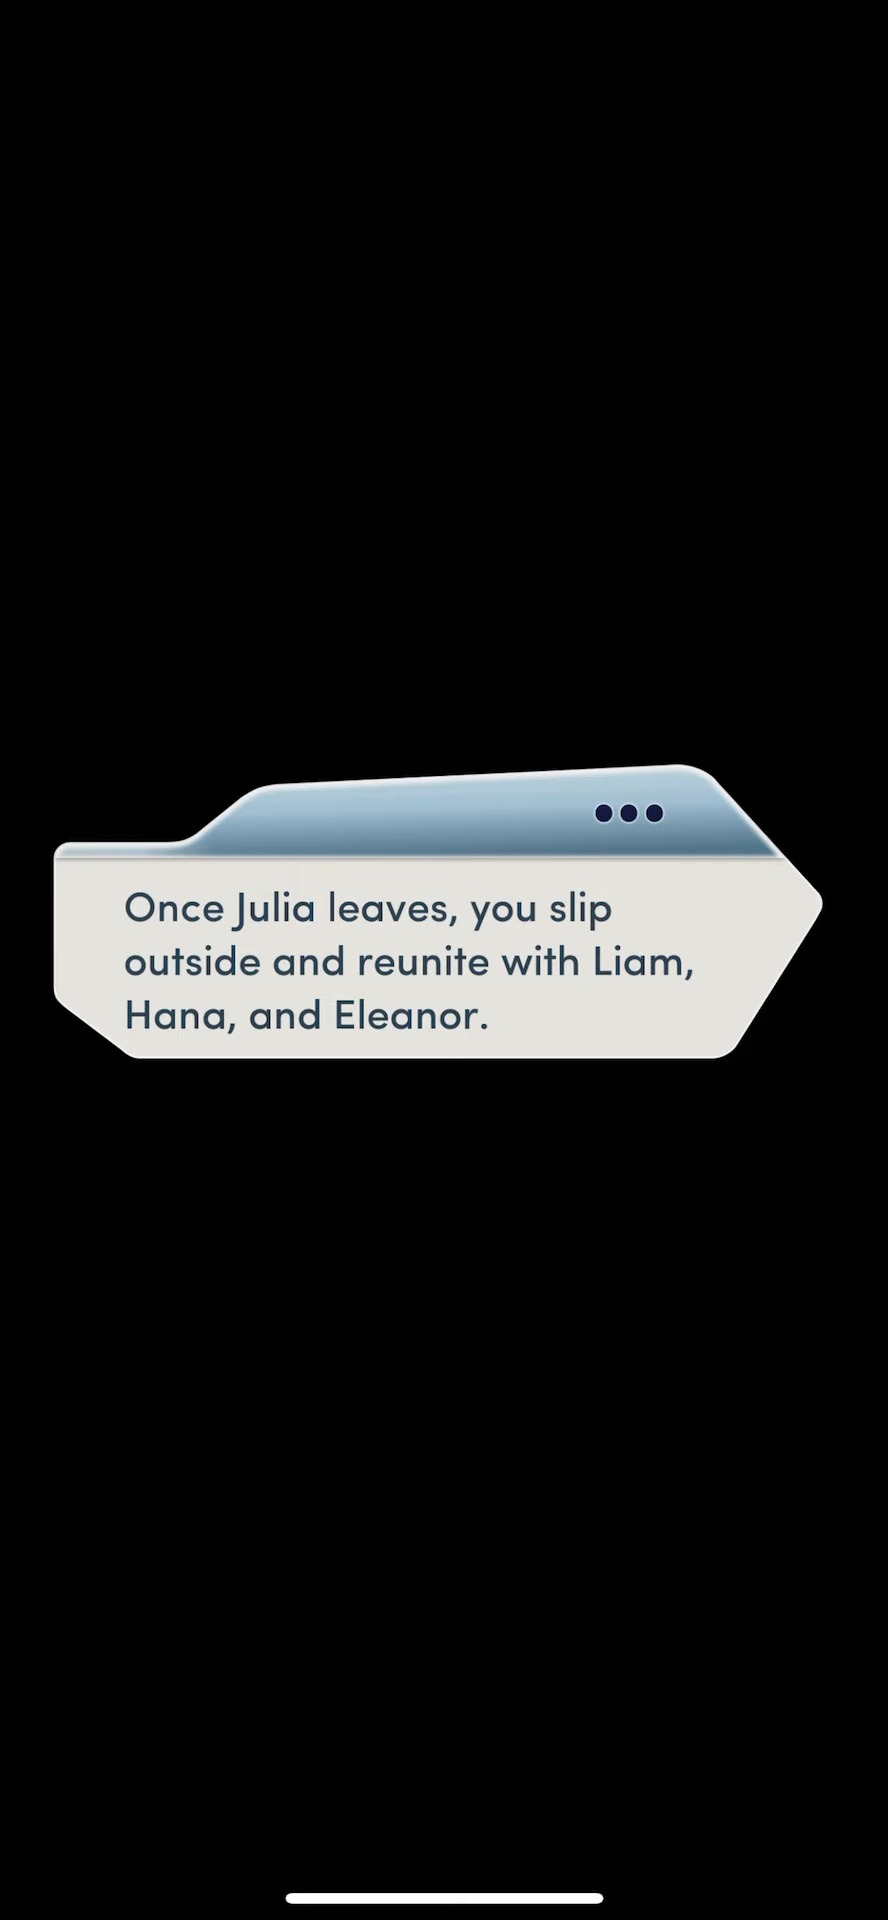 Once Julia leaves, you slip
outside and reunite with Liam,
Hana, and Eleanor.